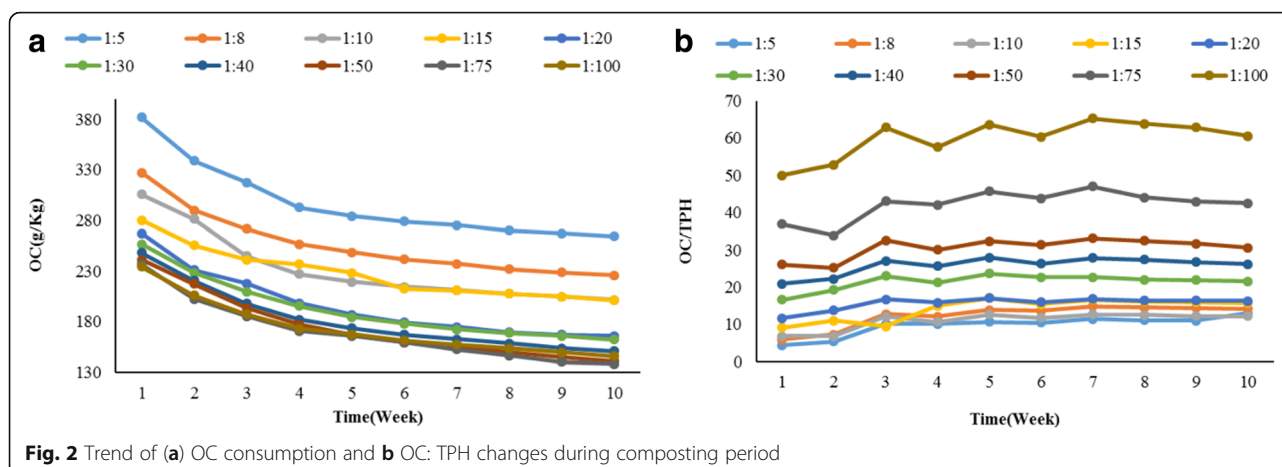 a
1:5 1:8 1:10 1:15 1:20
1:30 1:40 1:50 1:75 1:100
OC(g/Kg)
380
330
280
230
180
130
1 2 3 4 5 6 7 8 9 10
Time(Week)
b
1:5 1:8 1:10 1:15 1:20
1:30 1:40 1:50 1:75 1:100
OC/TPH
70
60
50
40
30
20
10
0
1 2 3 4 5 6 7 8 9 10
Time(Week)
Fig. 2 Trend of (a) OC consumption and b OC: TPH changes during composting period